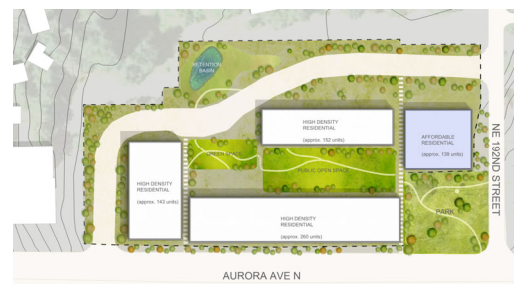 RETENTION
BASIN
HIGH DENSITY
RESIDENTIAL
(approx. 192 units)
AFFORDABLE
RESIDENTIAL
(approx. 139 units)
NE 192ND STREET
GREEN
PUBLIC OPEN SPACE
HIGH DENSITY
RESIDENTIAL
(approx. 143 units)
PARK
HIGH DENSITY
RESIDENTIAL
(approx. 365 units)
AURORA AVE N